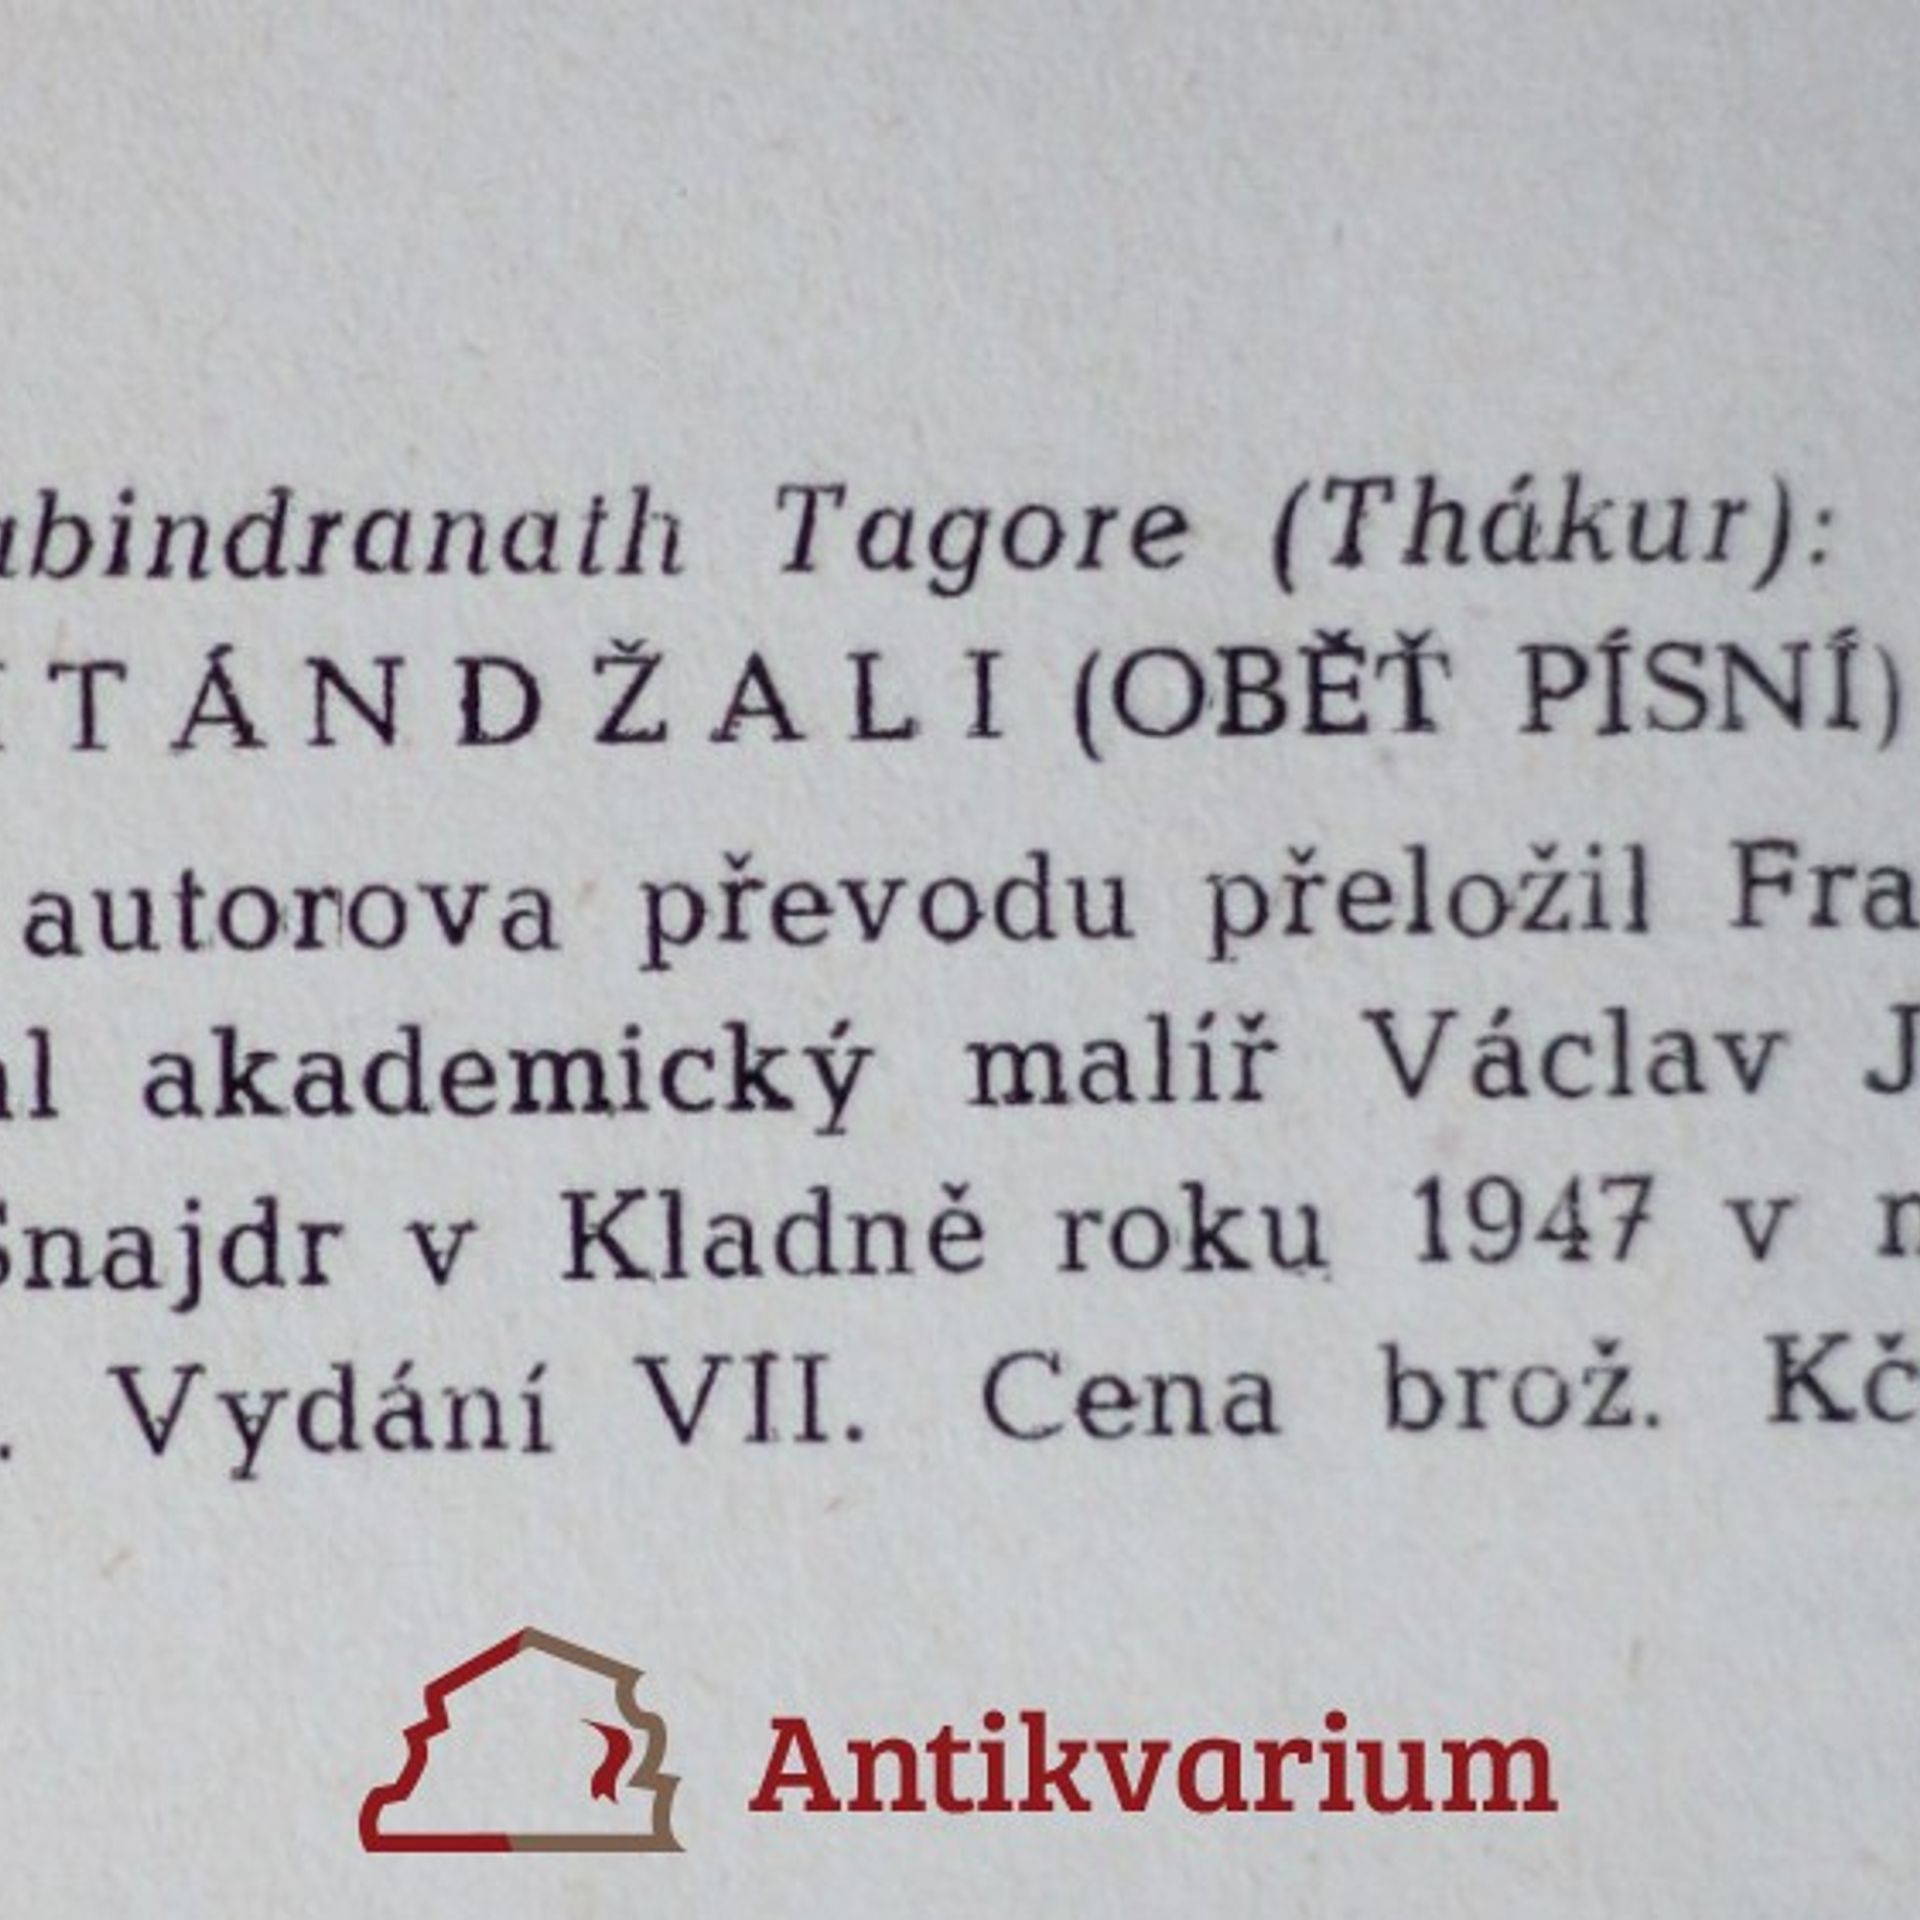 abindranath Tagore (Thákur):
TÁNDŽALI (OBĚŤ PÍSNÍ)
autorova převodu přeložil Fra
al akademický malíř Václav J
Šnajdr v Kladně roku 1947 v
. Vydání VII. Cena brož. Kč
Antikvarium